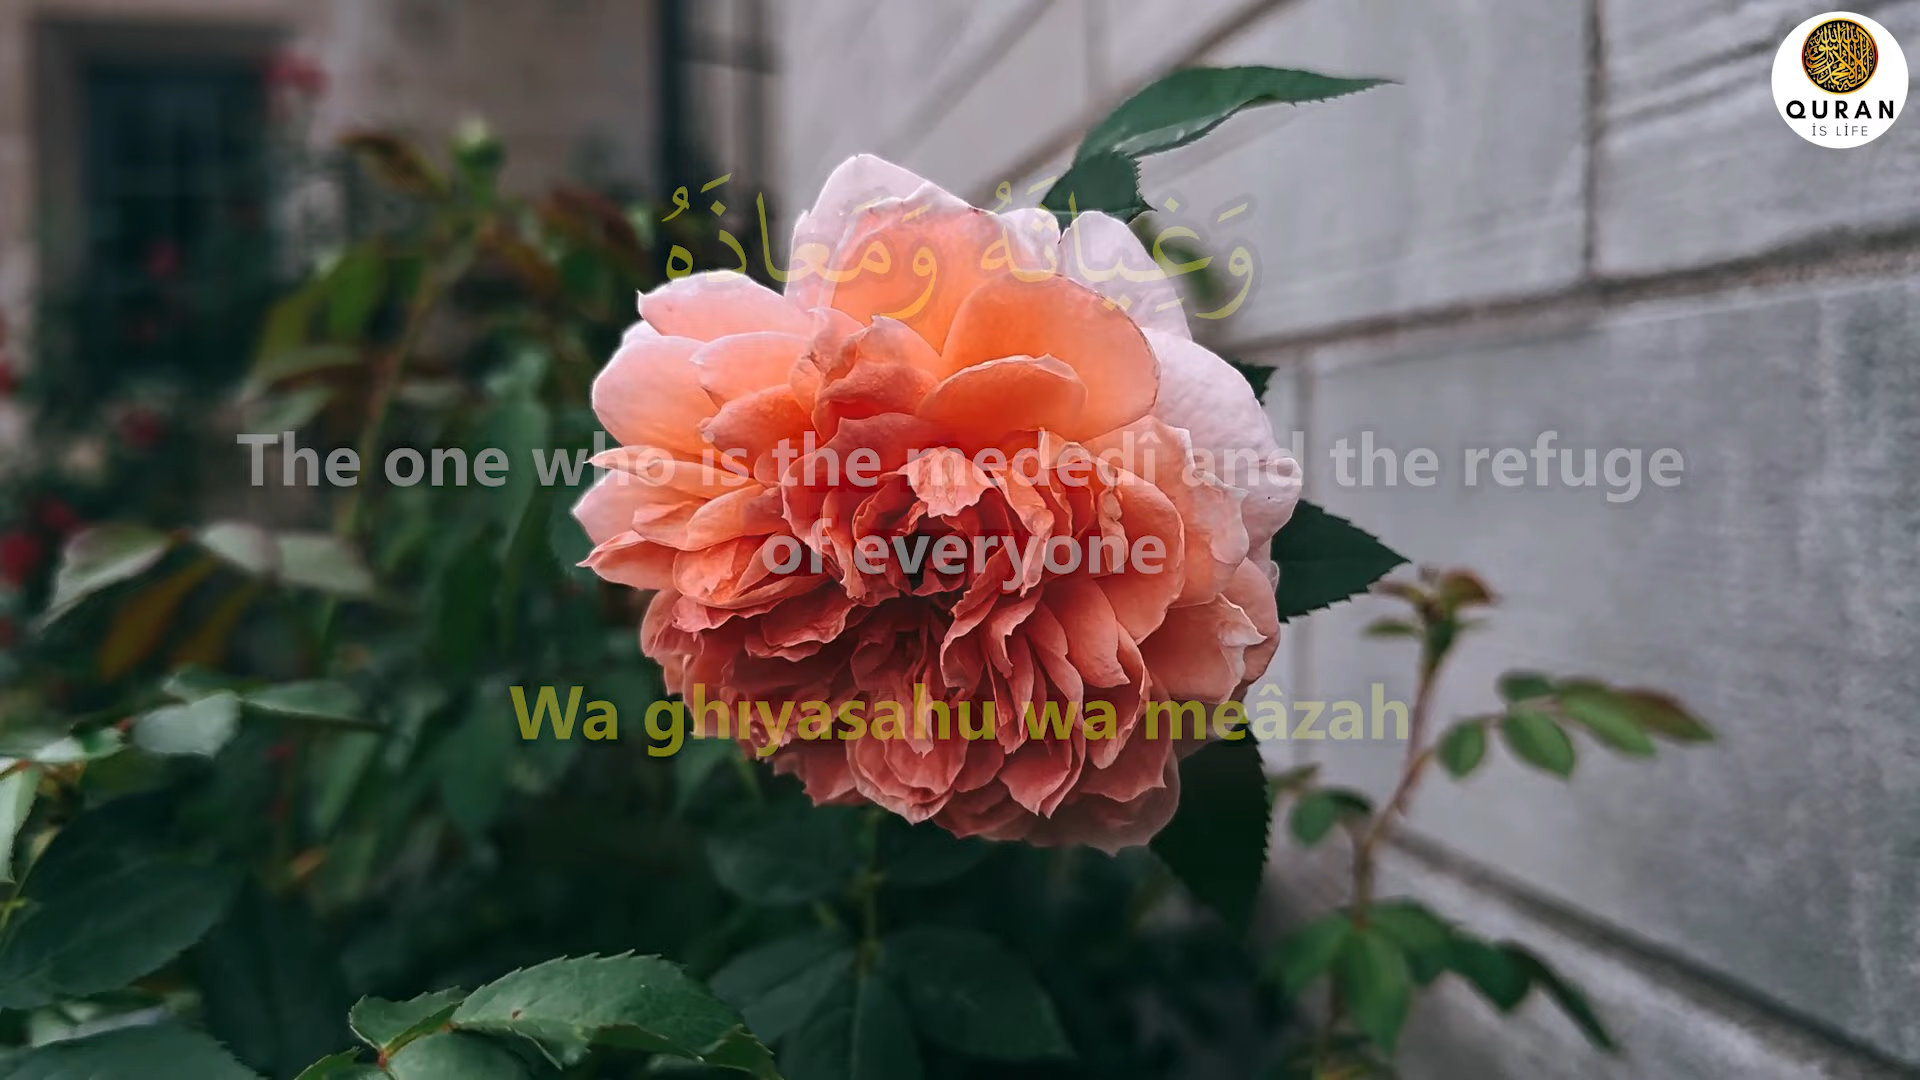 QURAN
İS LİFE
وَغِيَاثَهُ وَمَعَاذَهُ
The one who is the mededî and the refuge
of everyone
Wa ghıyasahu wa meâzah